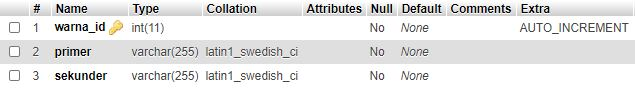 # Name Type Collation Attributes Null Default Comments Extra
1 warna_id int(11) No None AUTO_INCREMENT
2 primer varchar(255) latin1_swedish_ci No None
3 sekunder varchar(255) latin1_swedish_ci No None